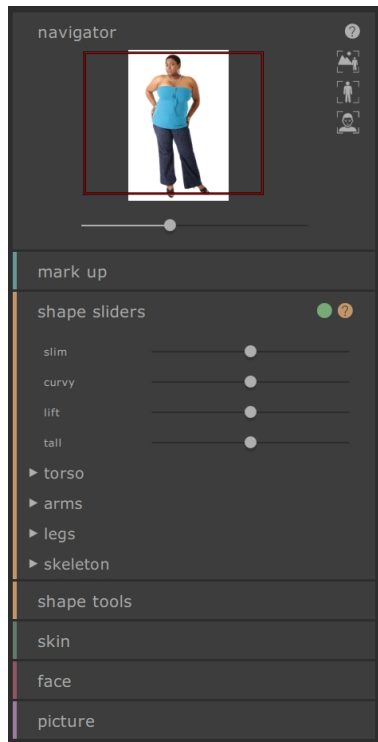 navigator
?
mark up
shape sliders
?
slim
curvy
lift
tall
torso
arms
legs
skeleton
shape tools
skin
face
picture